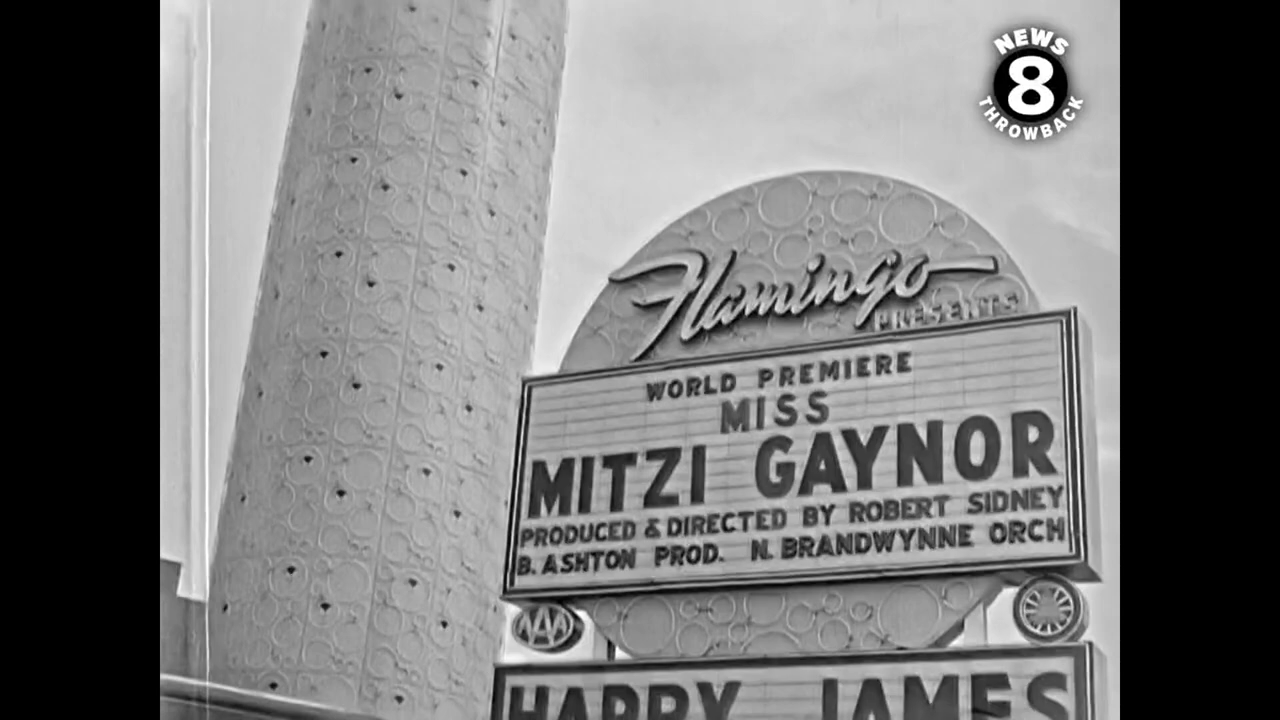 NEWS
8
THROWBACK
Flamingo
PRESENTS
WORLD PREMIERE
MISS
MITZI GAYNOR
PRODUCED & DIRECTED BY ROBERT SIDNEY
B. ASHTON PROD. N. BRANDWYNNE ORCH
AAA
HARRY JAMES